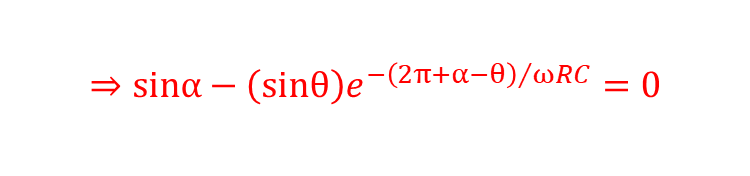 ⇒ sinα − (sinθ)e^{−(2π+α−θ)/ωRC} = 0